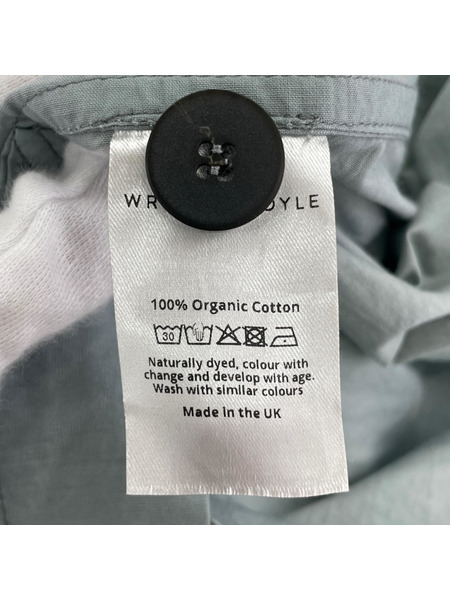 100% Organic Cotton
30
Naturally dyed, colour with
change and develop with age.
Wash with similar colours
Made in the UK